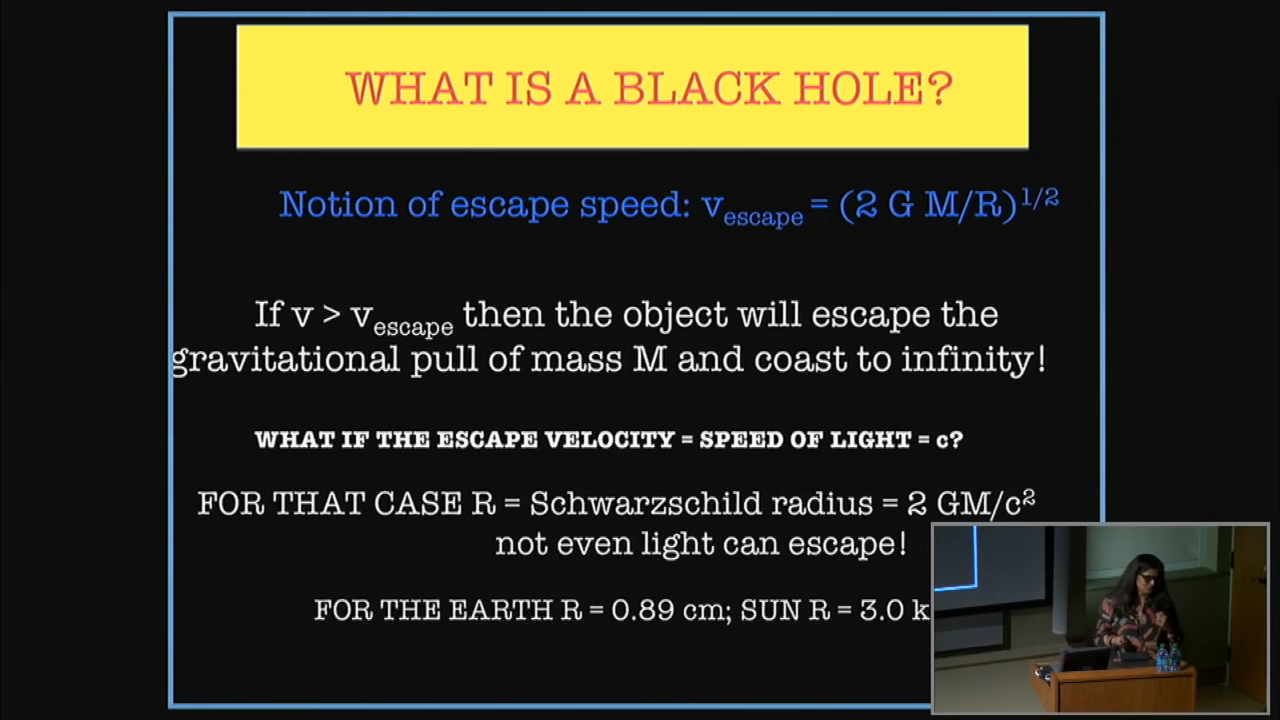 WHAT IS A BLACK HOLE?
Notion of escape speed: v_escape = (2 G M/R)^1/2
If v > v_escape then the object will escape the
gravitational pull of mass M and coast to infinity!
WHAT IF THE ESCAPE VELOCITY = SPEED OF LIGHT = c?
FOR THAT CASE R = Schwarzschild radius = 2 GM/c²
not even light can escape!
FOR THE EARTH R = 0.89 cm; SUN R = 3.0 k